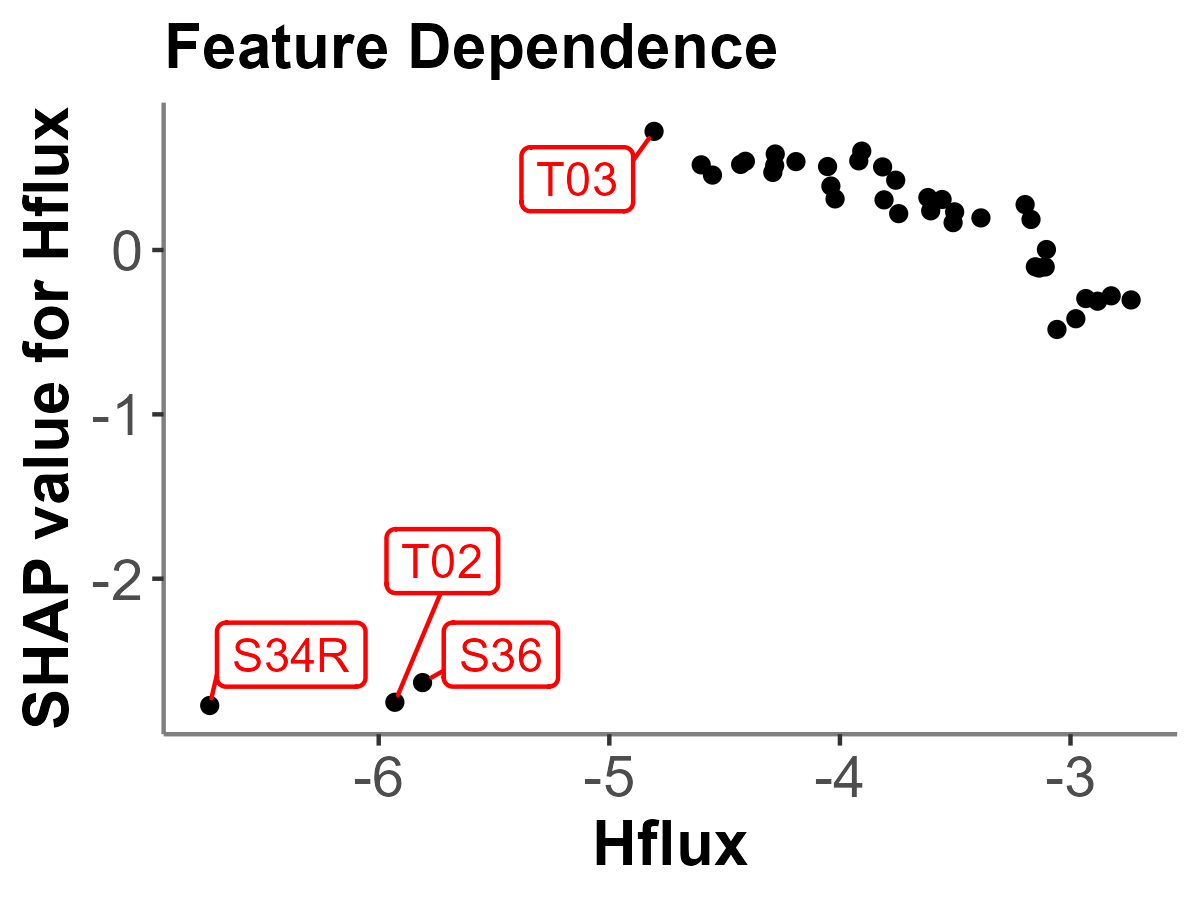 Feature Dependence
SHAP value for Hflux
0
-1
-2
T03
T02
S34R
S36
-6
-5
-4
-3
Hflux